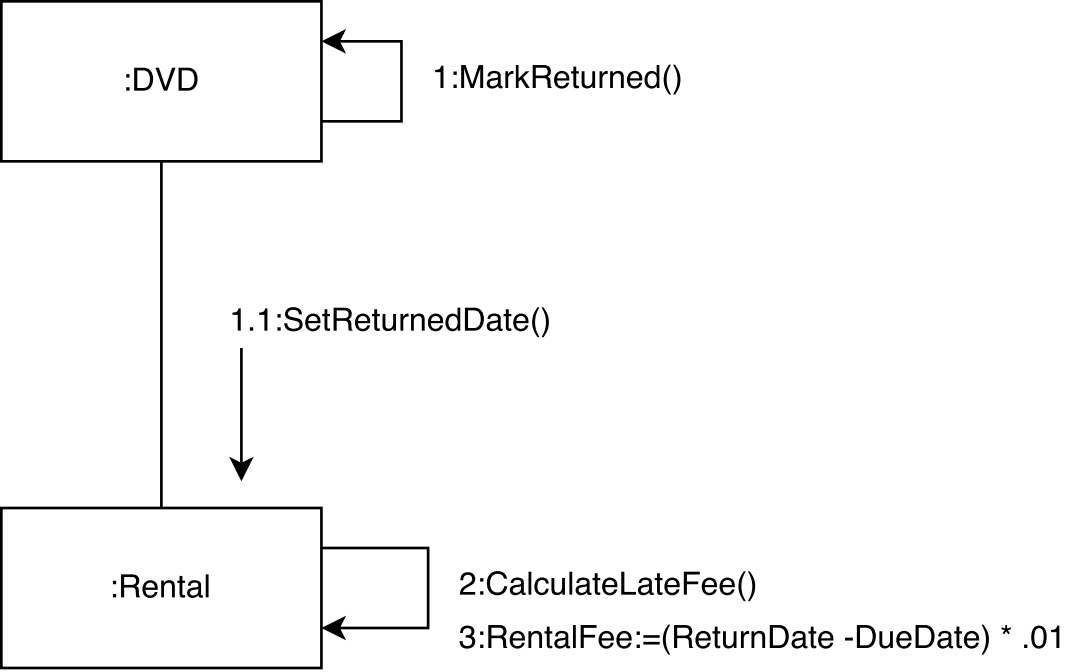 :DVD
1:MarkReturned()
1.1:SetReturnedDate()
:Rental
2:CalculateLateFee()
3:RentalFee:=(ReturnDate -DueDate) * .01